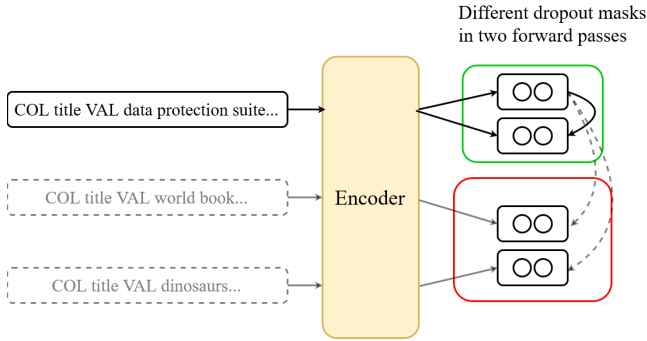 Different dropout masks
in two forward passes
COL title VAL data protection suite...
COL title VAL world book...
Encoder
COL title VAL dinosaurs...